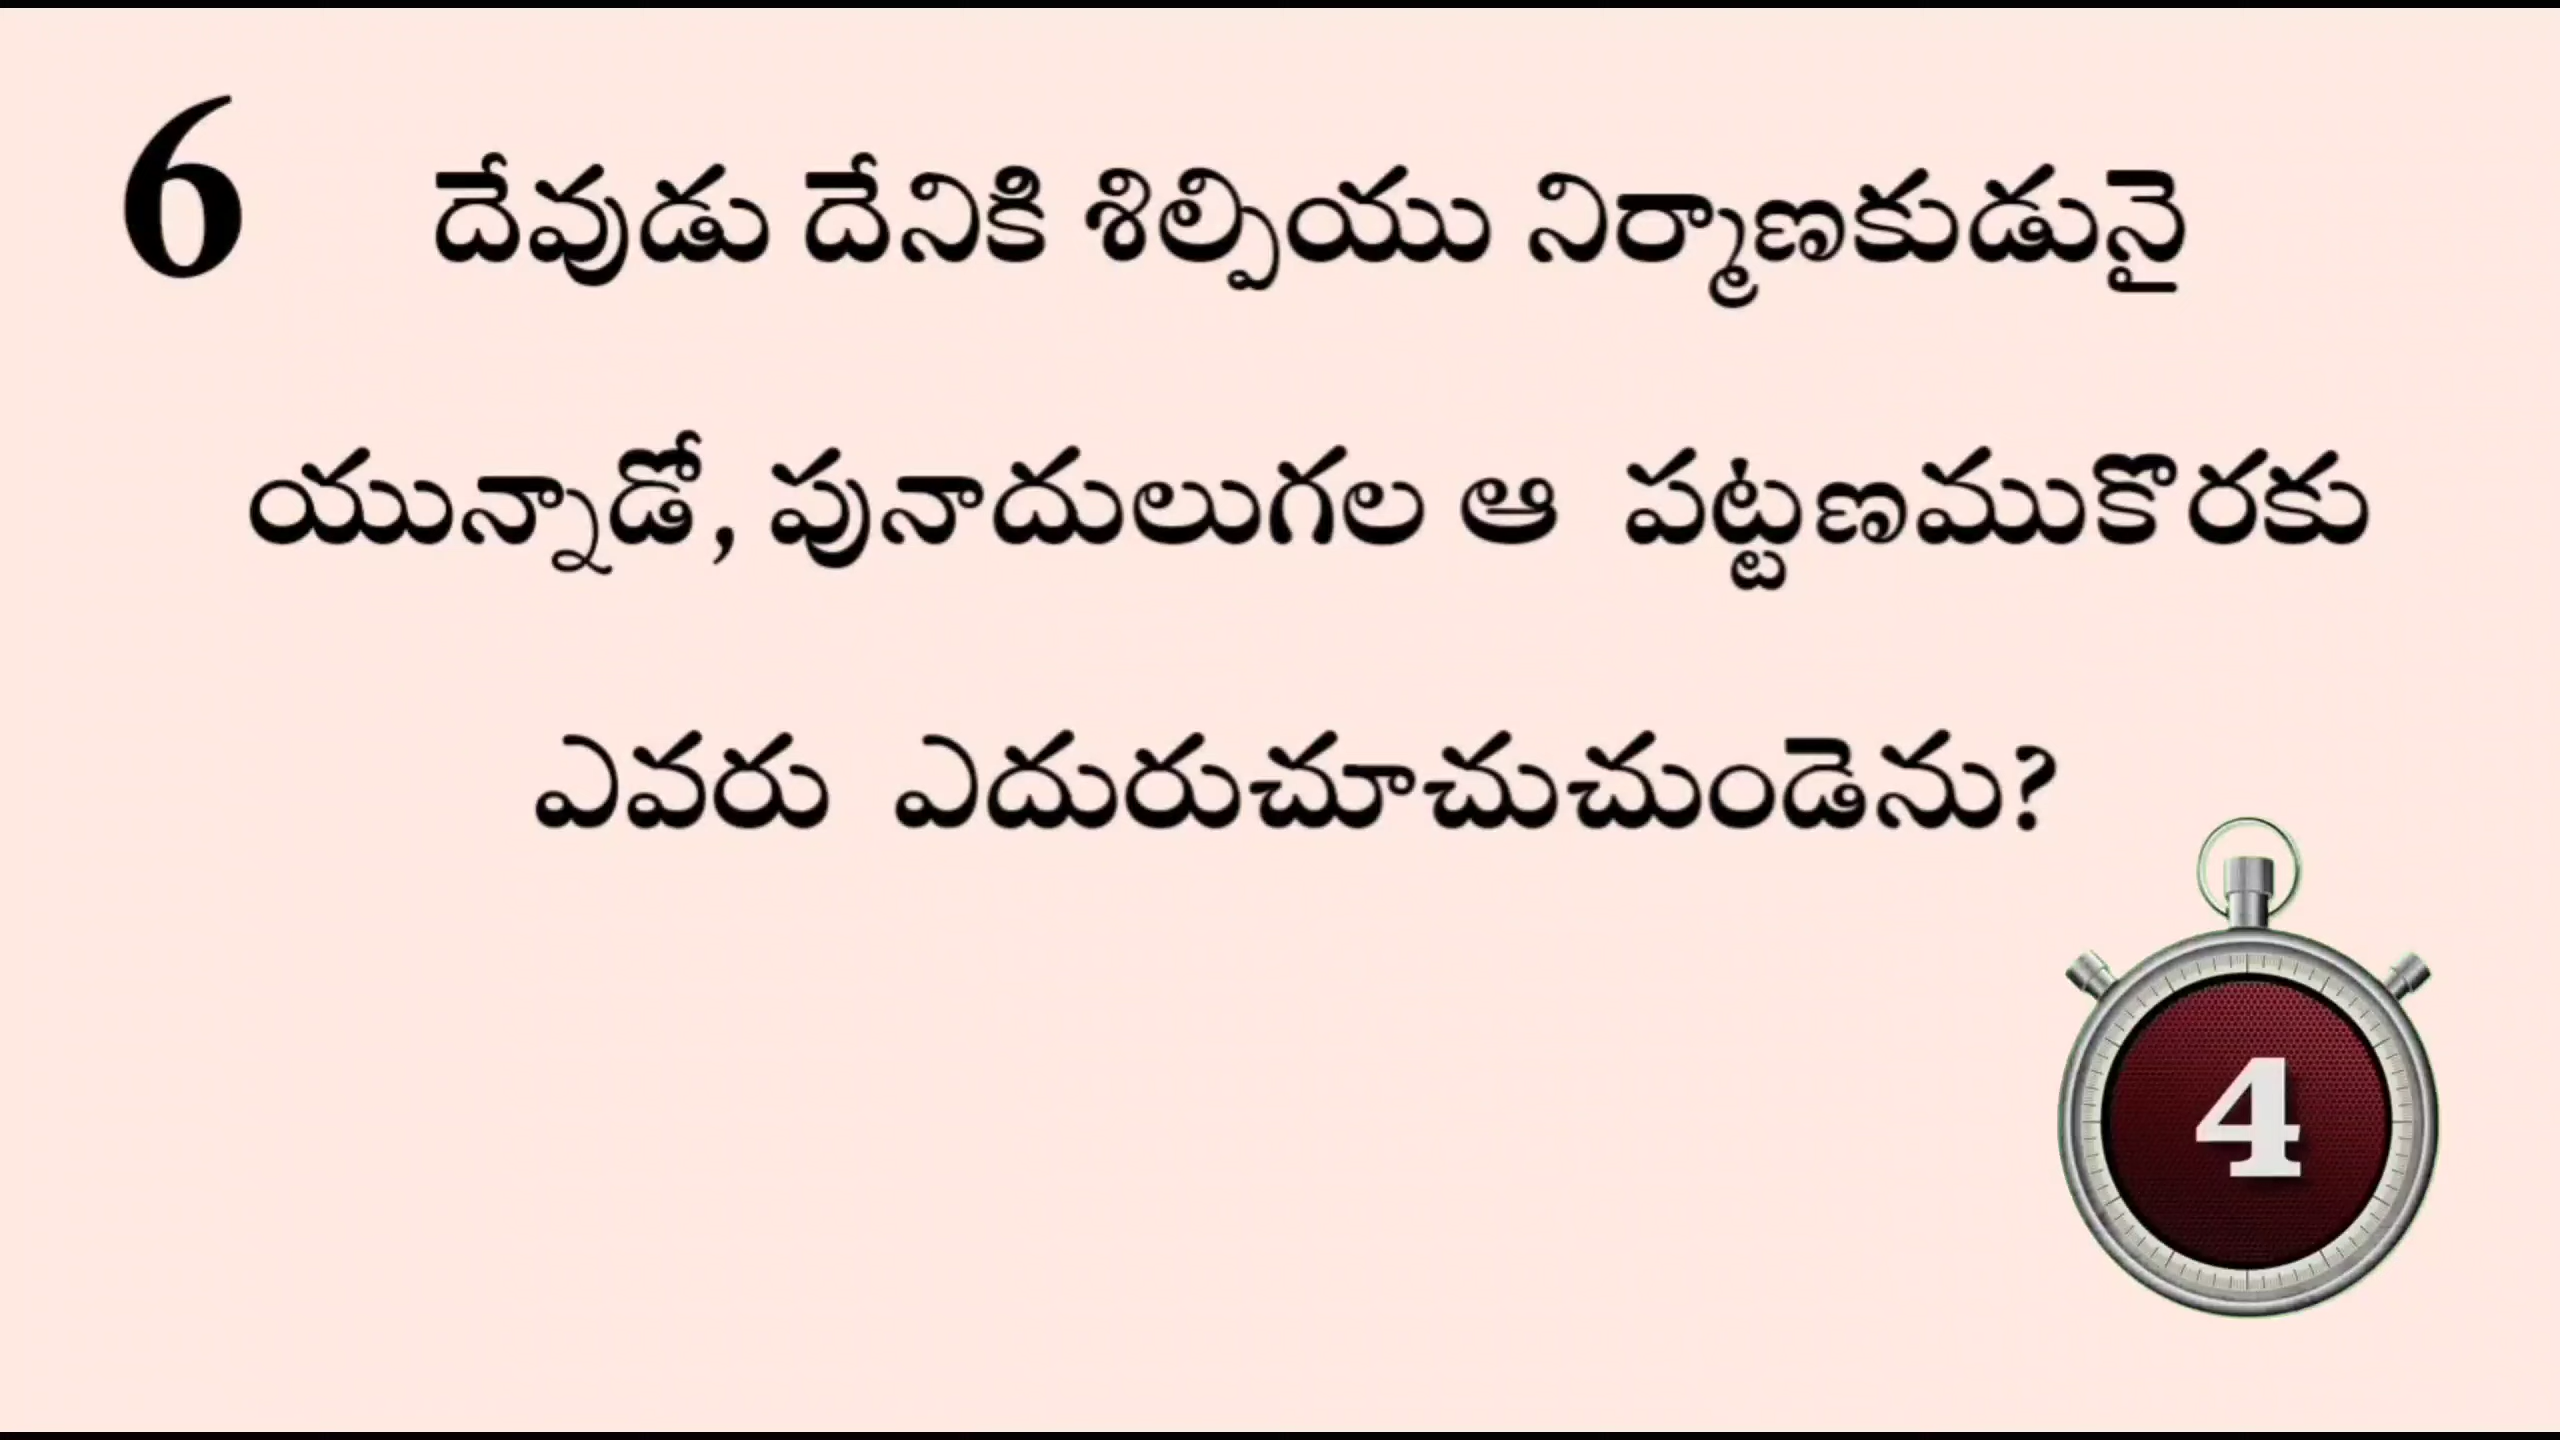 6 దేవుడు దేనికి శిల్పియు నిర్మాణకుడునై
యున్నాడో, పునాదులుగల ఆ పట్టణముకొరకు
ఎవరు ఎదురుచూచుచుండెను?
4